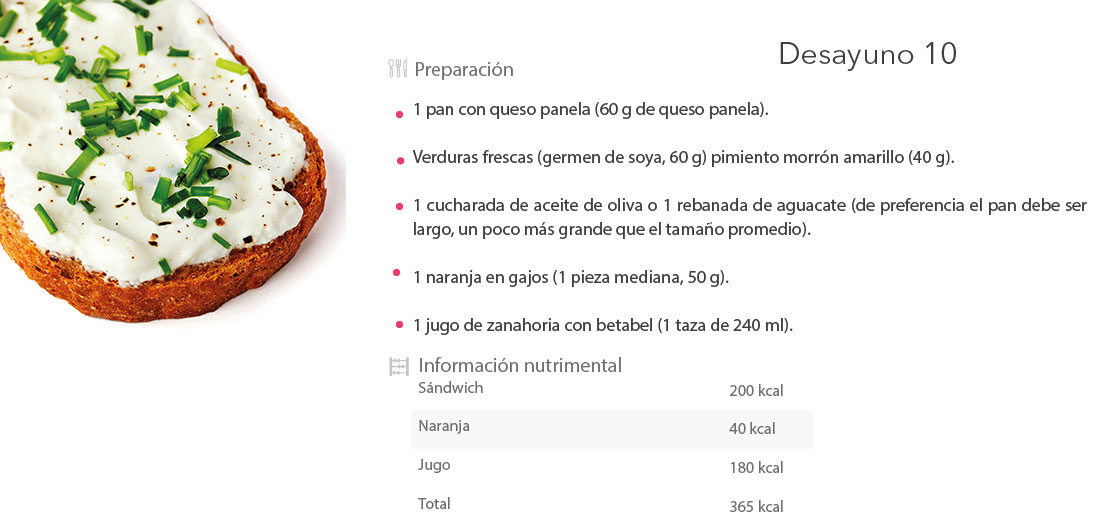 Desayuno 10
Preparación
1 pan con queso panela (60 g de queso panela).
Verduras frescas (germen de soya, 60 g) pimiento morrón amarillo (40 g).
1 cucharada de aceite de oliva o 1 rebanada de aguacate (de preferencia el pan debe ser
largo, un poco más grande que el tamaño promedio).
1 naranja en gajos (1 pieza mediana, 50 g).
1 jugo de zanahoria con betabel (1 taza de 240 ml).
Información nutrimental
Sándwich 200 kcal
Naranja 40 kcal
Jugo 180 kcal
Total 365 kcal